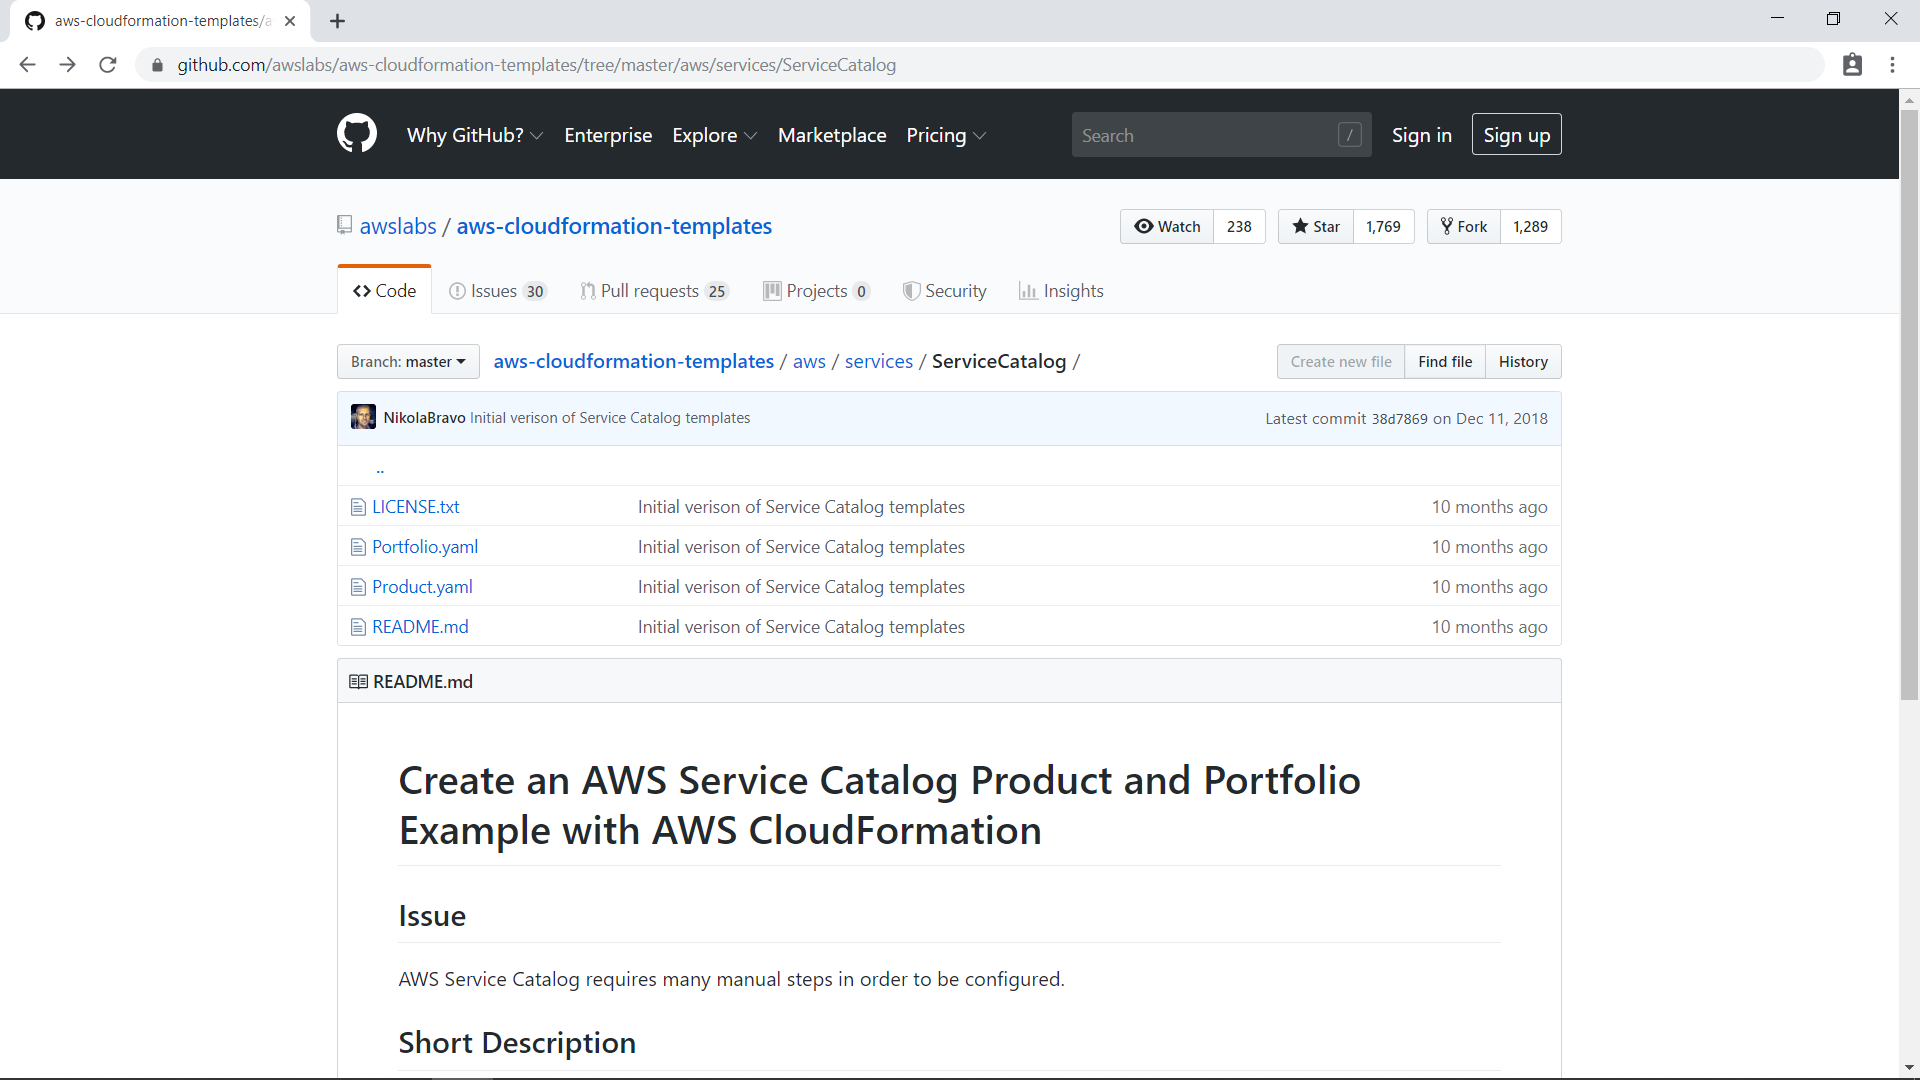 aws-cloudformation-templates/a
github.com/awslabs/aws-cloudformation-templates/tree/master/aws/services/ServiceCatalog
Why GitHub? Enterprise Explore Marketplace Pricing Search / Sign in Sign up
awslabs / aws-cloudformation-templates Watch 238 Star 1,769 Fork 1,289
Code Issues 30 Pull requests 25 Projects 0 Security Insights
Branch: master aws-cloudformation-templates / aws / services / ServiceCatalog / Create new file Find file History
NikolaBravo Initial verison of Service Catalog templates Latest commit 38d7869 on Dec 11, 2018
..
LICENSE.txt Initial verison of Service Catalog templates 10 months ago
Portfolio.yaml Initial verison of Service Catalog templates 10 months ago
Product.yaml Initial verison of Service Catalog templates 10 months ago
README.md Initial verison of Service Catalog templates 10 months ago
README.md
Create an AWS Service Catalog Product and Portfolio
Example with AWS CloudFormation
Issue
AWS Service Catalog requires many manual steps in order to be configured.
Short Description